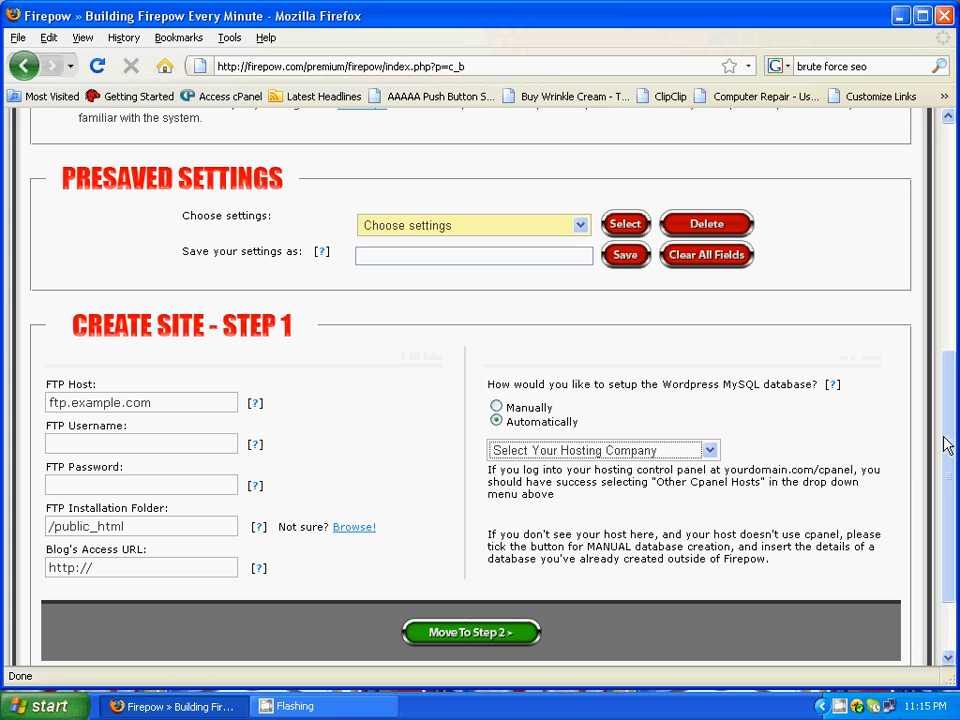 Firepow » Building Firepow Every Minute - Mozilla Firefox
File Edit View History Bookmarks Tools Help
http://firepow.com/premium/firepow/index.php?p=c_b
brute force seo
Most Visited Getting Started Access cPanel Latest Headlines AAAAA Push Button S... Buy Wrinkle Cream - T... ClipClip Computer Repair - Us... Customize Links »
familiar with the system.
PRESAVED SETTINGS
Choose settings: Choose settings Select Delete
Save your settings as: [?] Save Clear All Fields
CREATE SITE - STEP 1
FTP Host:
ftp.example.com [?]
FTP Username:
[?]
FTP Password:
[?]
FTP Installation Folder:
/public_html [?] Not sure? Browse!
Blog's Access URL:
http:// [?]
How would you like to setup the Wordpress MySQL database? [?]
Manually
Automatically
Select Your Hosting Company
If you log into your hosting control panel at yourdomain.com/cpanel, you
should have success selecting "Other Cpanel Hosts" in the drop down
menu above
If you don't see your host here, and your host doesn't use cpanel, please
tick the button for MANUAL database creation, and insert the details of a
database you've already created outside of Firepow.
Move To Step 2 >
Done
start Firepow » Building Fir... Flashing 11:15 PM